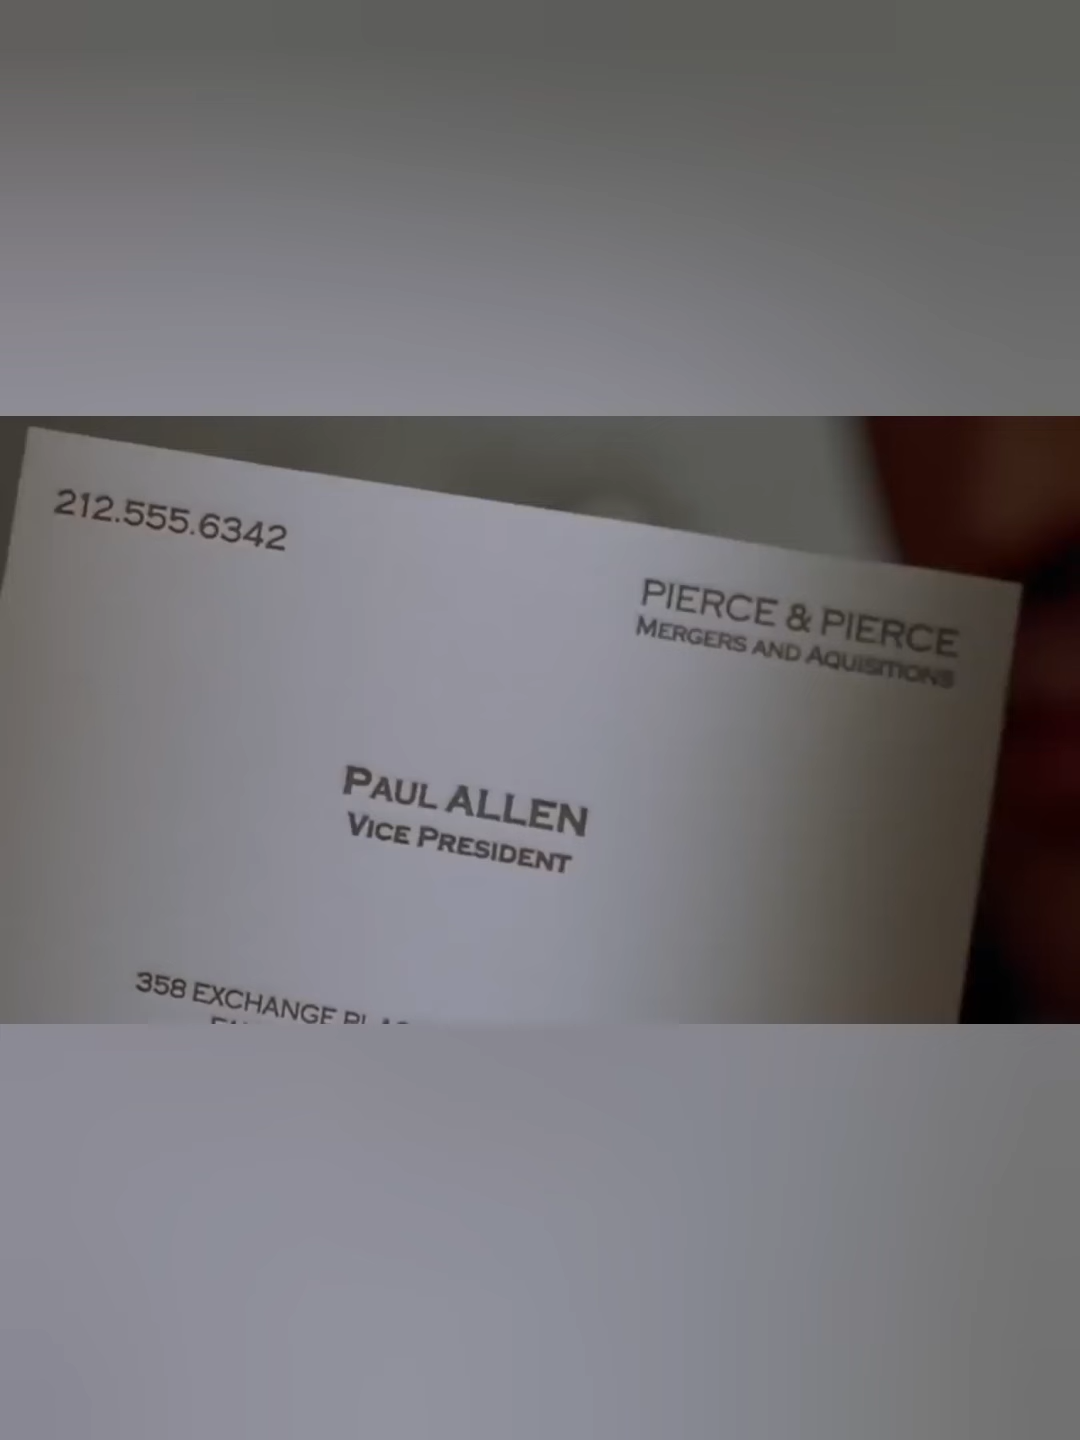 212.555.6342
PIERCE & PIERCE
MERGERS AND AQUISITIONS
PAUL ALLEN
VICE PRESIDENT
358 EXCHANGE